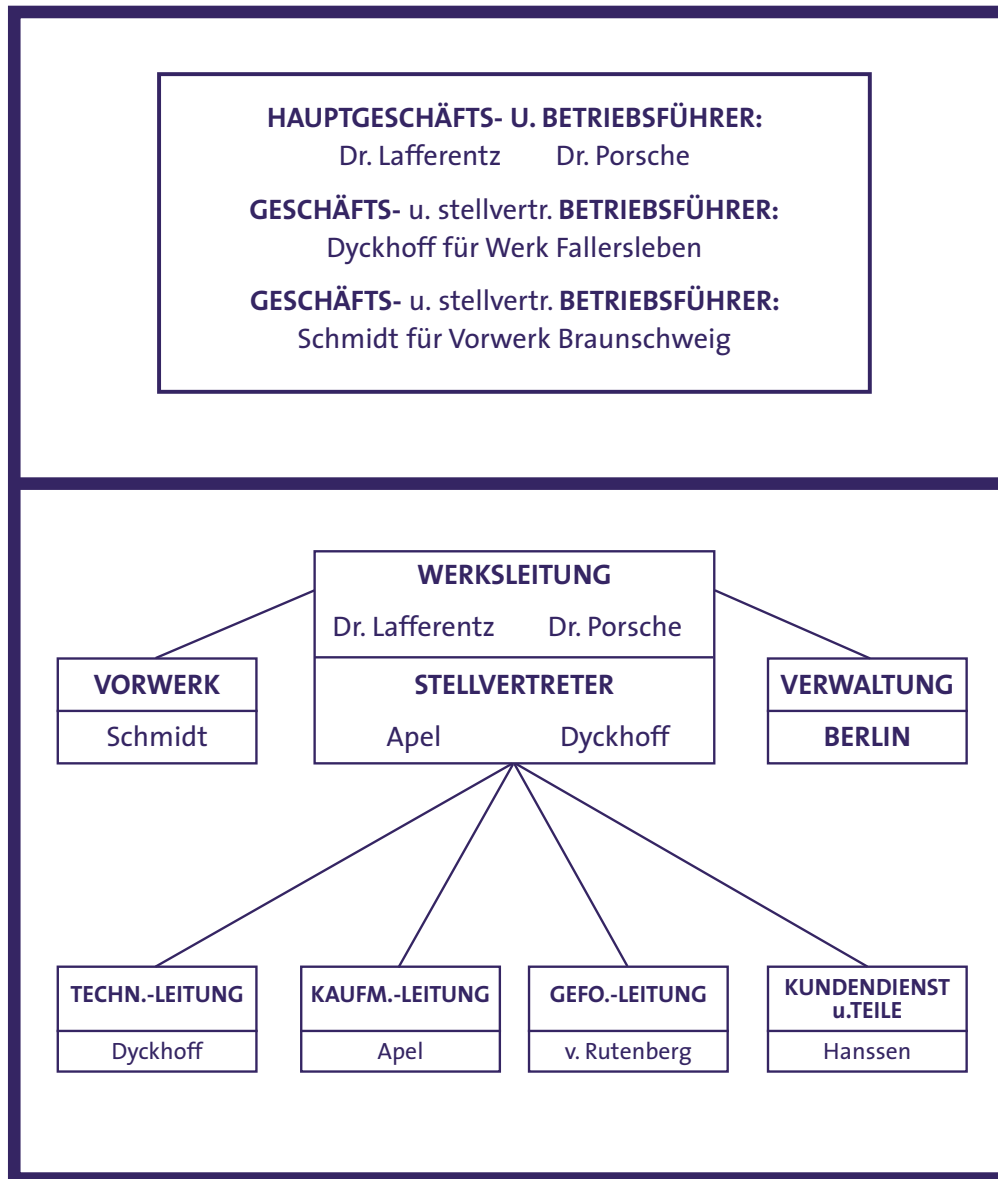 HAUPTGESCHÄFTS- U. BETRIEBSFÜHRER:
Dr. Lafferentz Dr. Porsche
GESCHÄFTS- u. stellvertr. BETRIEBSFÜHRER:
Dyckhoff für Werk Fallersleben
GESCHÄFTS- u. stellvertr. BETRIEBSFÜHRER:
Schmidt für Vorwerk Braunschweig
WERKSLEITUNG
Dr. Lafferentz Dr. Porsche
STELLVERTRETER
Apel Dyckhoff
VORWERK
Schmidt
VERWALTUNG
BERLIN
TECHN.-LEITUNG
Dyckhoff
KAUFM.-LEITUNG
Apel
GEFO.-LEITUNG
v. Rutenberg
KUNDENDIENST
u.TEILE
Hanssen